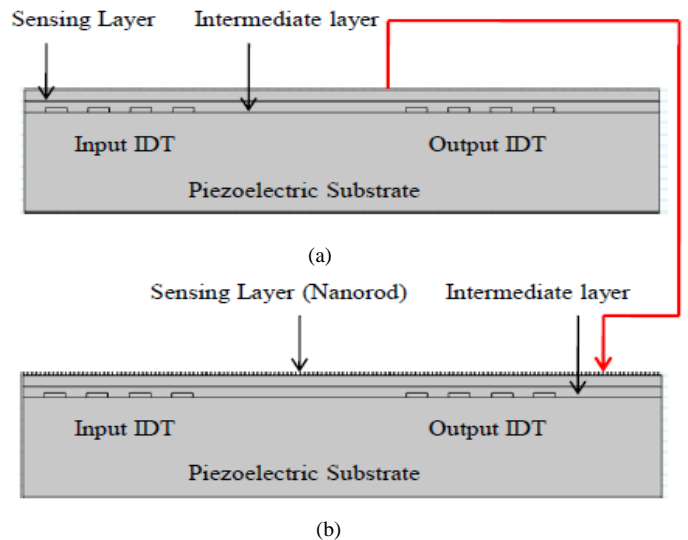 Sensing Layer Intermediate layer
Input IDT Output IDT
Piezoelectric Substrate
(a)
Sensing Layer (Nanorod) Intermediate layer
Input IDT Output IDT
Piezoelectric Substrate
(b)